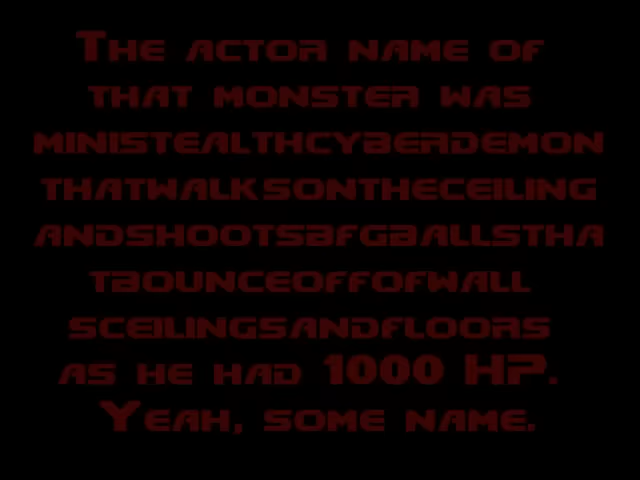 The actor name of
that monster was
ministealthcyberdemon
thatwalksontheceiling
andshootsbfgballstha
tbounceoffofwall
sceilingsandfloors
as he had 1000 HP.
Yeah, some name.